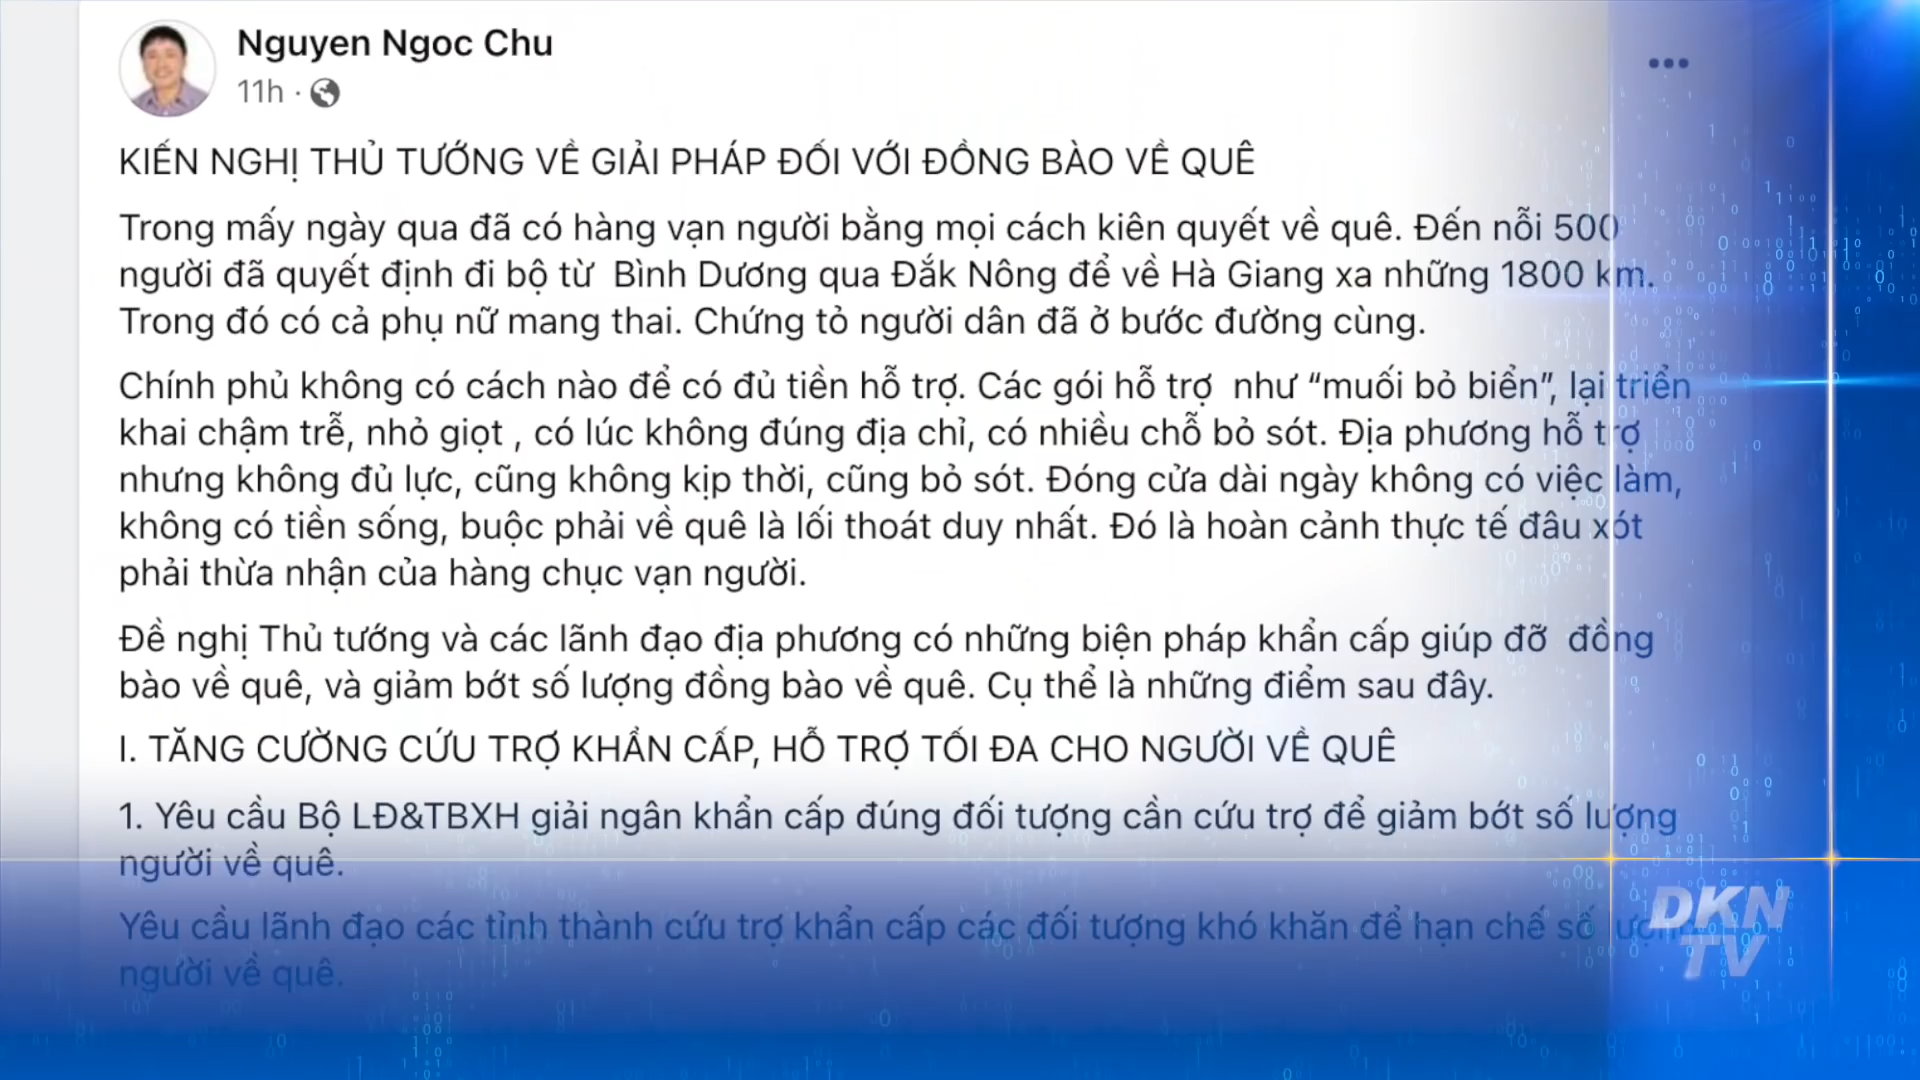 Nguyen Ngoc Chu
11h ·
KIẾN NGHỊ THỦ TƯỚNG VỀ GIẢI PHÁP ĐỐI VỚI ĐỒNG BÀO VỀ QUÊ
Trong mấy ngày qua đã có hàng vạn người bằng mọi cách kiên quyết về quê. Đến nỗi 500
người đã quyết định đi bộ từ Bình Dương qua Đắk Nông để về Hà Giang xa những 1800 km.
Trong đó có cả phụ nữ mang thai. Chứng tỏ người dân đã ở bước đường cùng.
Chính phủ không có cách nào để có đủ tiền hỗ trợ. Các gói hỗ trợ như “muối bỏ biển”, lại triển
khai chậm trễ, nhỏ giọt , có lúc không đúng địa chỉ, có nhiều chỗ bỏ sót. Địa phương hỗ trợ
nhưng không đủ lực, cũng không kịp thời, cũng bỏ sót. Đóng cửa dài ngày không có việc làm,
không có tiền sống, buộc phải về quê là lối thoát duy nhất. Đó là hoàn cảnh thực tế đâu xót
phải thừa nhận của hàng chục vạn người.
Đề nghị Thủ tướng và các lãnh đạo địa phương có những biện pháp khẩn cấp giúp đỡ đồng
bào về quê, và giảm bớt số lượng đồng bào về quê. Cụ thể là những điểm sau đây.
I. TĂNG CƯỜNG CỨU TRỢ KHẨN CẤP, HỖ TRỢ TỐI ĐA CHO NGƯỜI VỀ QUÊ
1. Yêu cầu Bộ LĐ&TBXH giải ngân khẩn cấp đúng đối tượng cần cứu trợ để giảm bớt số lượng
người về quê.
Yêu cầu lãnh đạo các tỉnh thành cứu trợ khẩn cấp các đối tượng khó khăn để hạn chế số lượng
người về quê.
DKN
TV